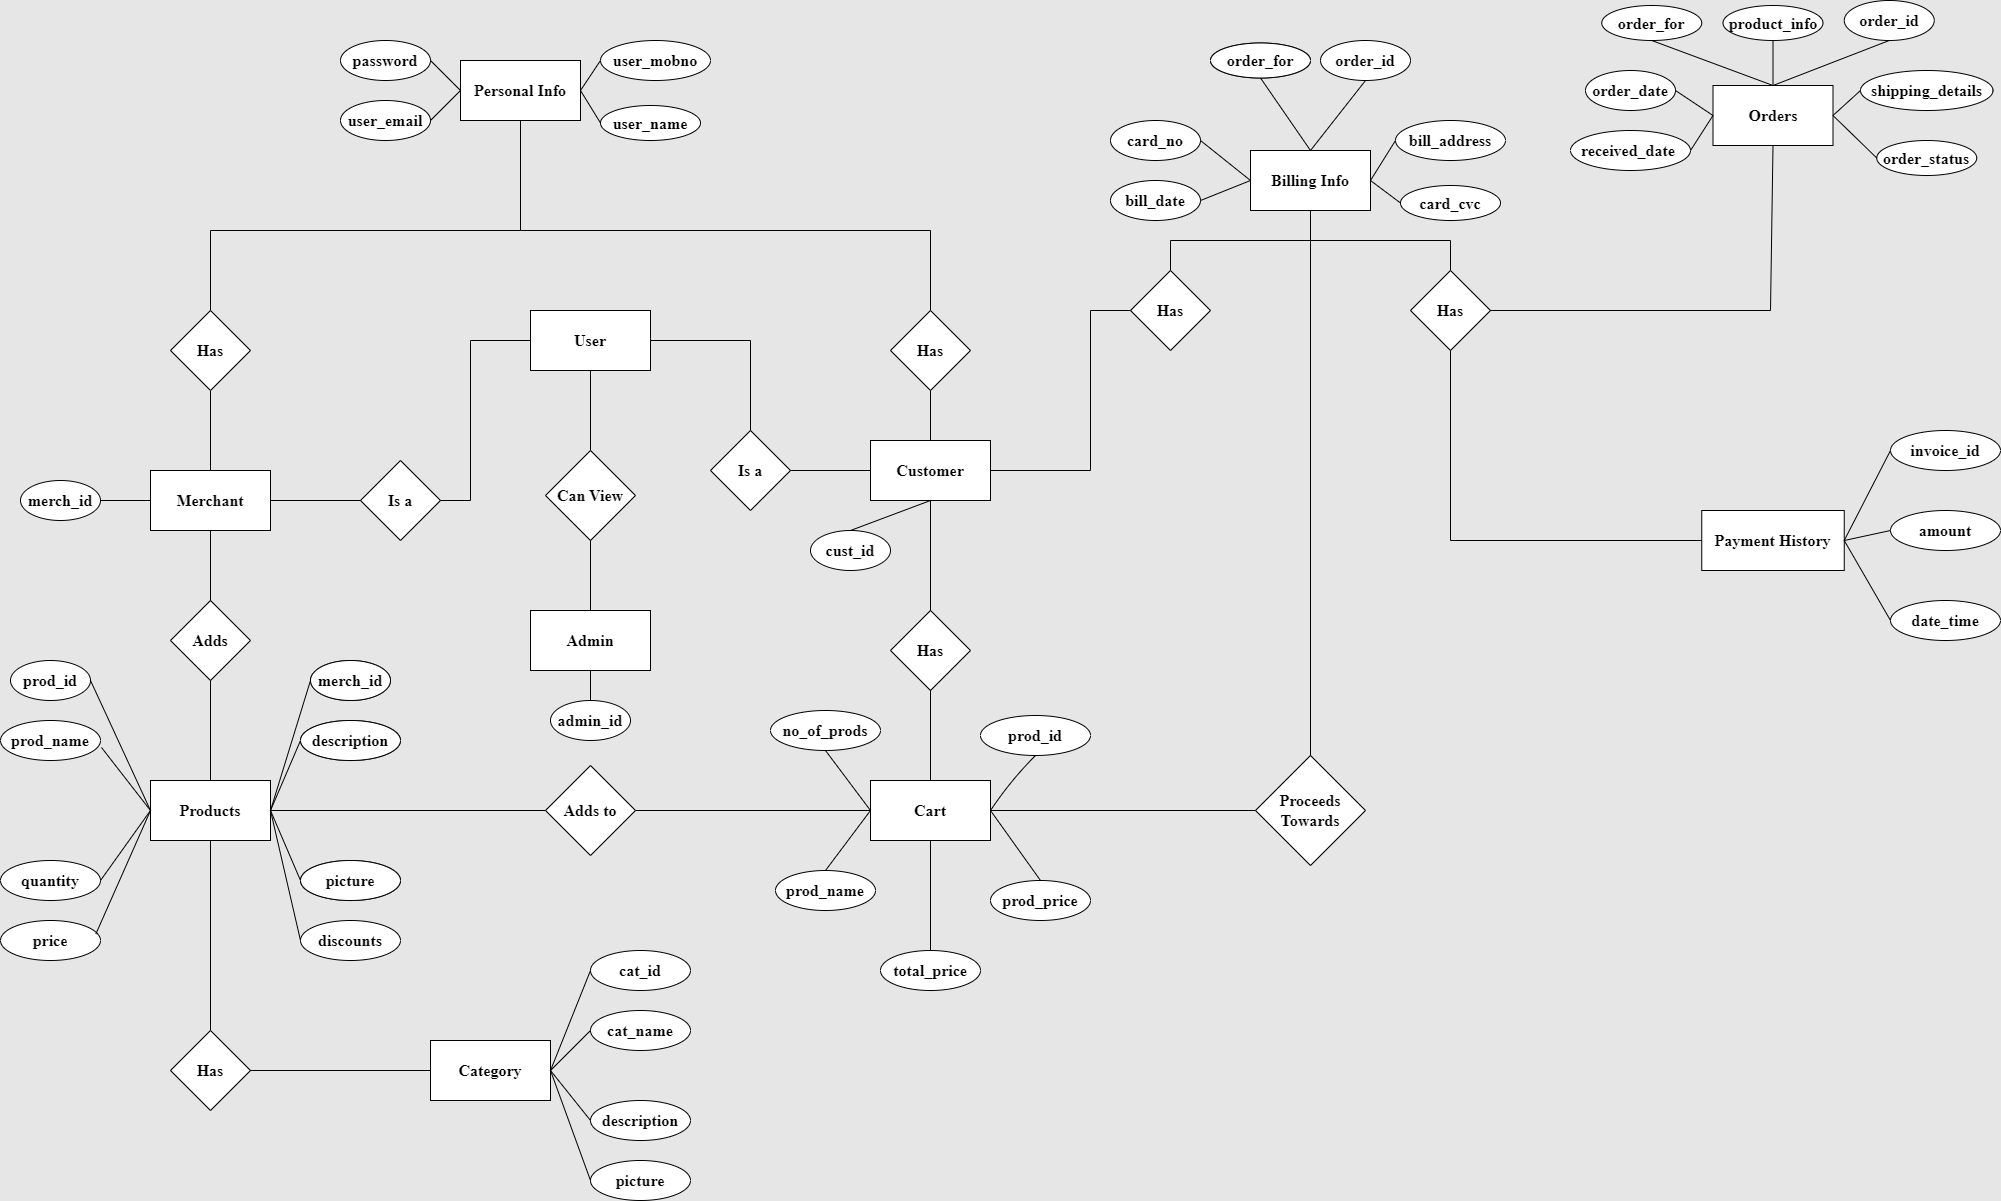 order_for
product_info
order_id
password
Personal Info
user_mobno
user_email
user_name
order_for
order_id
order_date
Orders
shipping_details
received_date
order_status
card_no
bill_address
Billing Info
bill_date
card_cvc
Has
User
Has
Has
Has
merch_id
Merchant
Is a
Can View
Is a
Customer
cust_id
invoice_id
Payment History
amount
date_time
Adds
Admin
Has
prod_id
merch_id
admin_id
prod_name
description
no_of_prods
prod_id
Products
Adds to
Cart
Proceeds
Towards
quantity
picture
prod_name
prod_price
price
discounts
total_price
cat_id
cat_name
Has
Category
description
picture